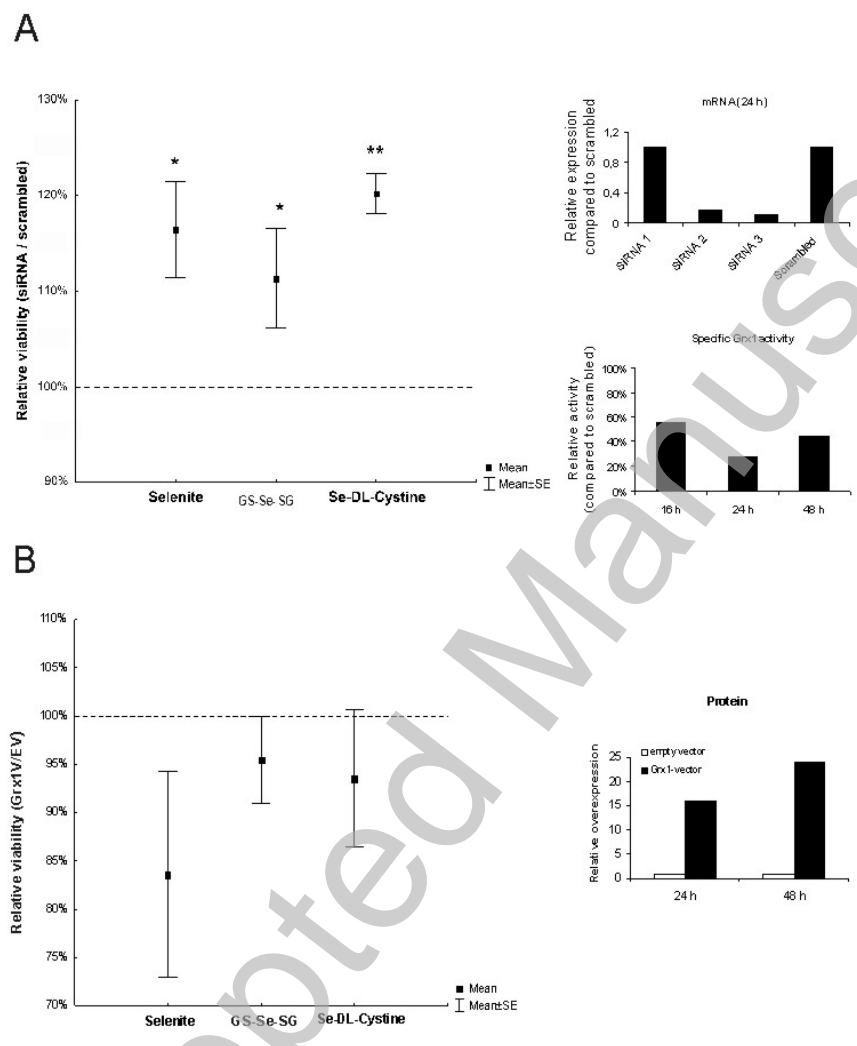 A
130%
120%
110%
100%
90%
Relative viability (siRNA / scrambled)
*
*
**
Selenite
GS-Se-SG
Se-DL-Cystine
Mean
Mean±SE
mRNA(24 h)
Relative expression
compared to scrambled
1,2
0,8
0,4
0
SiRNA 1
SiRNA 2
SiRNA 3
Scrambled
Specific Grx1activity
Relative activity
(compared to scrambled)
100%
80%
60%
40%
20%
0%
16 h
24 h
48 h
B
110%
105%
100%
95%
90%
85%
80%
75%
70%
Relative viability (Grx1V/EV)
Selenite
GS-Se-SG
Se-DL-Cystine
Mean
Mean±SE
Protein
empty vector
Grx1-vector
Relative overexpression
25
20
15
10
5
0
24 h
48 h